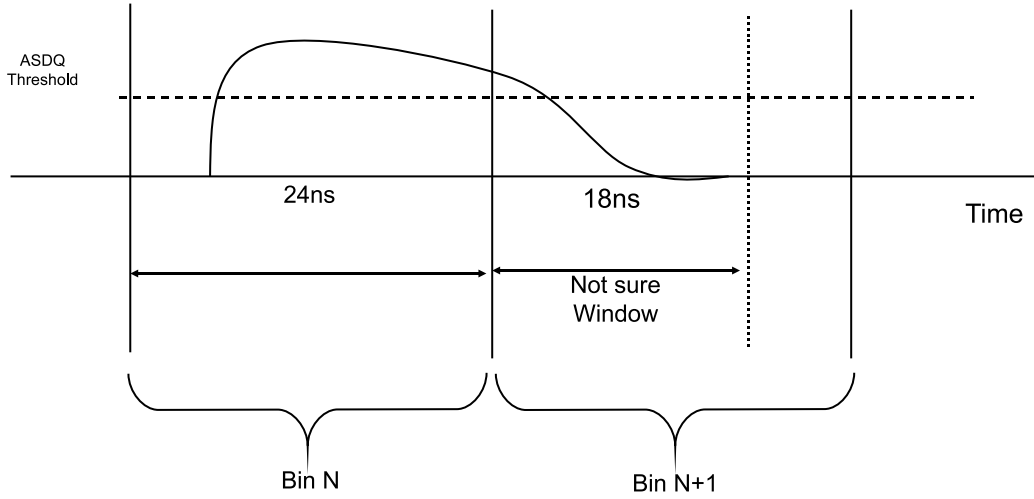 ASDQ
Threshold
24ns
18ns
Time
Not sure
Window
Bin N
Bin N+1